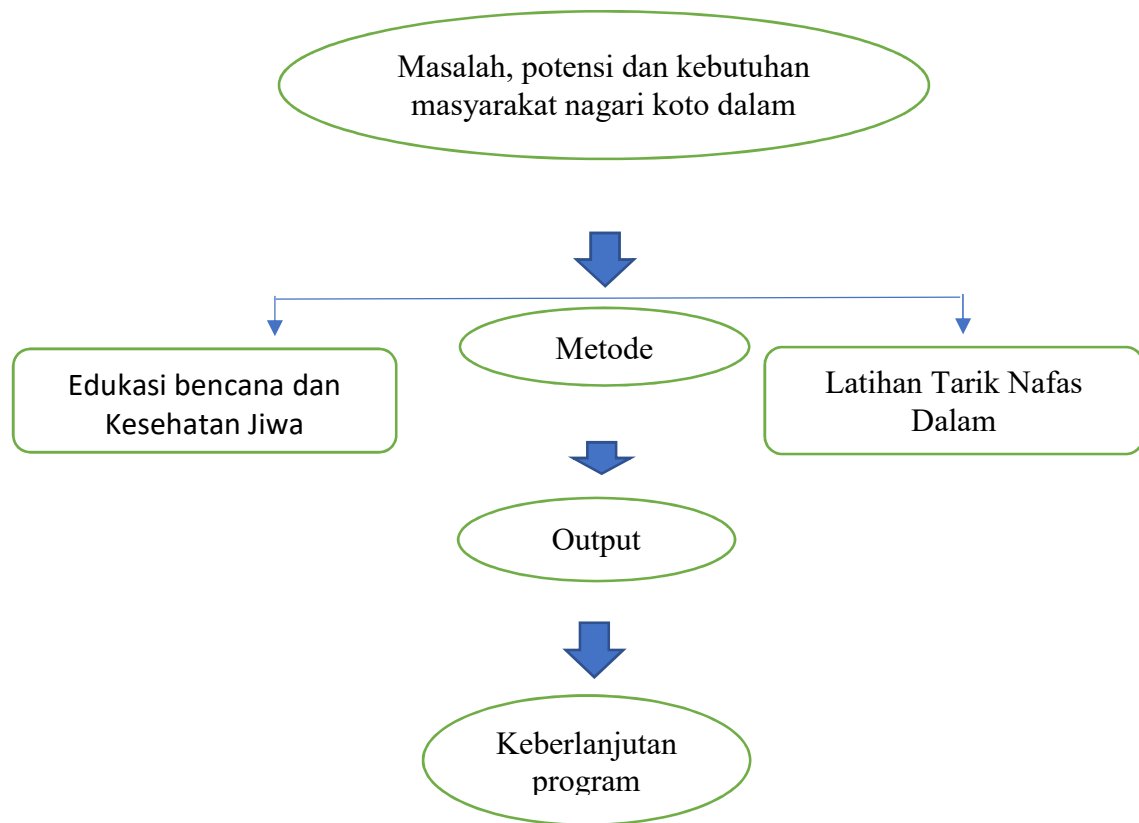 Masalah, potensi dan kebutuhan
masyarakat nagari koto dalam
Edukasi bencana dan
Kesehatan Jiwa
Metode
Latihan Tarik Nafas
Dalam
Output
Keberlanjutan
program